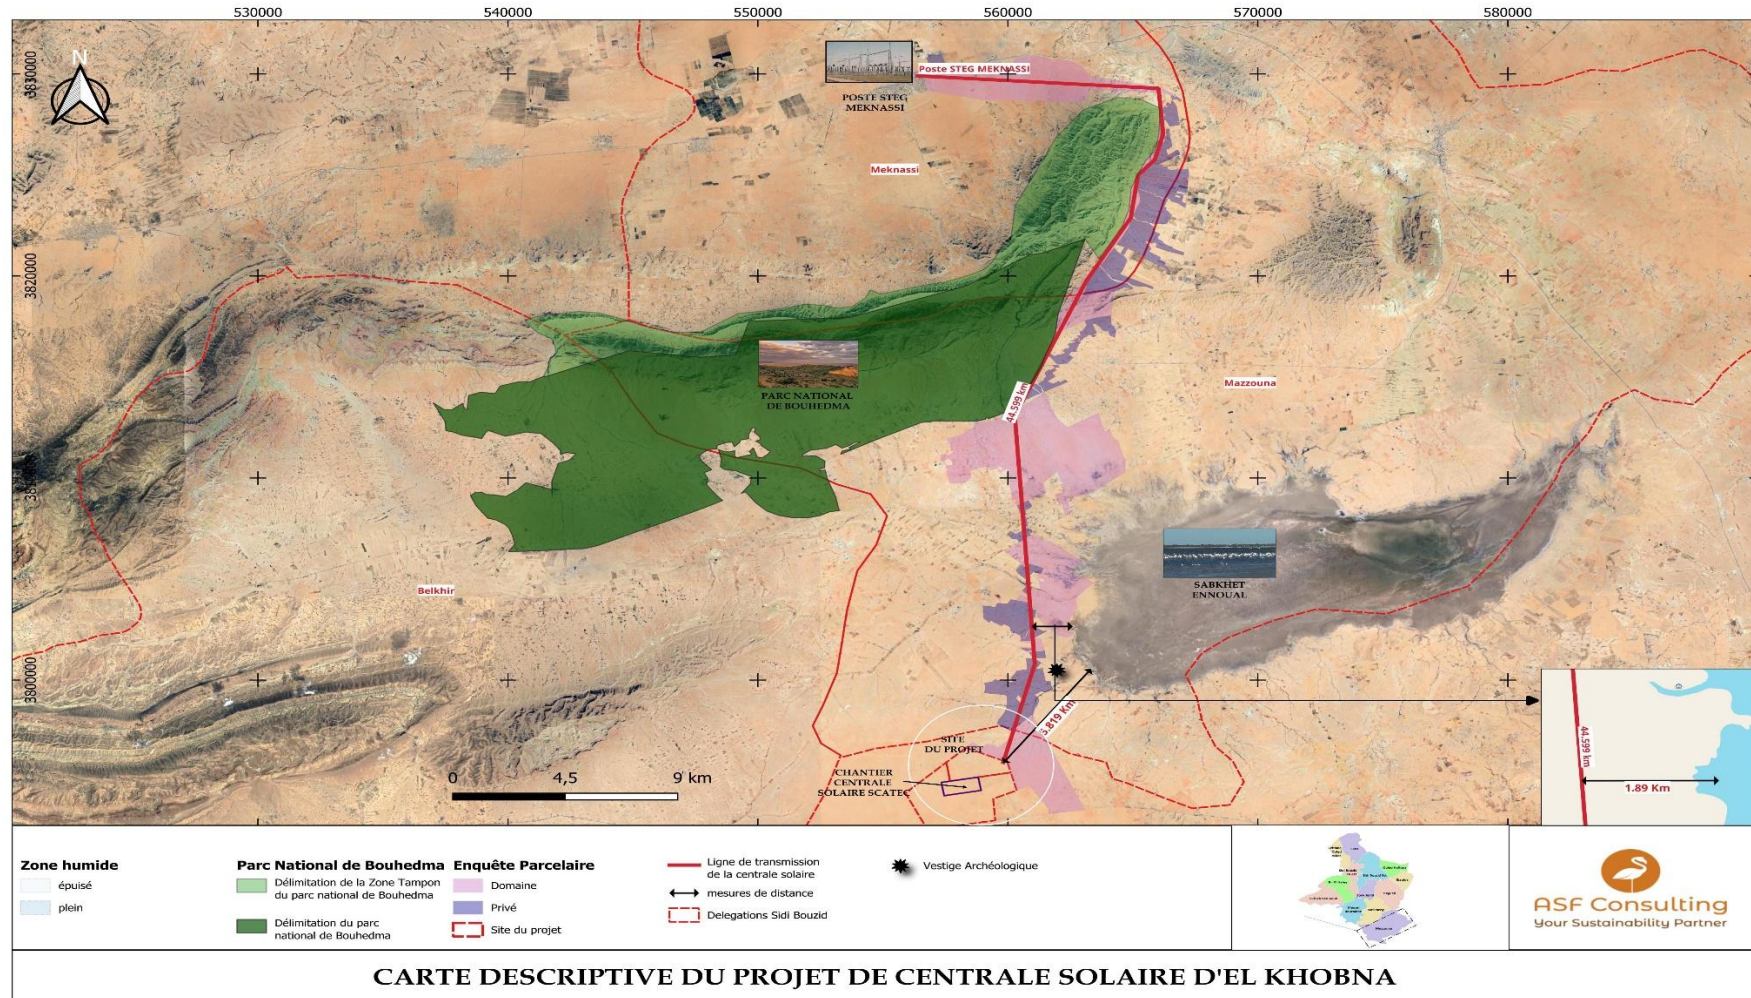 530000
540000
550000
560000
570000
580000
3830000
3820000
3800000
N
POSTE STEG
MEKNASSI
Poste STEG MEKNASSI
Meknassi
PARC NATIONAL
DE BOUHEDMA
44.599 km
Mazzouna
Belkhir
SABKHET
ENNOUAL
SITE
DU PROJET
CHANTIER
CENTRALE
SOLAIRE SCATEC
0 4,5 9 km
44.599 km
1.89 Km
Zone humide
épuisé
plein
Parc National de Bouhedma
Délimitation de la Zone Tampon
du parc national de Bouhedma
Délimitation du parc
national de Bouhedma
Enquête Parcelaire
Domaine
Privé
Site du projet
Ligne de transmission
de la centrale solaire
mesures de distance
Delegations Sidi Bouzid
Vestige Archéologique
ASF Consulting
Your Sustainability Partner
CARTE DESCRIPTIVE DU PROJET DE CENTRALE SOLAIRE D'EL KHOBNA